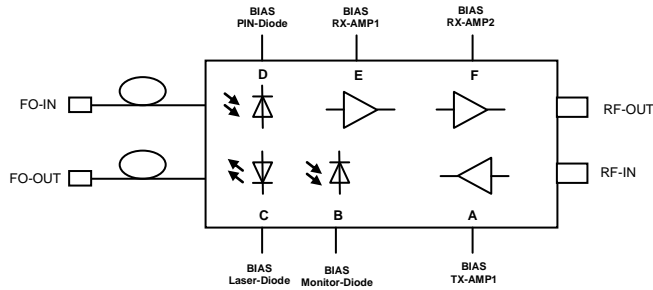 BIAS
PIN-Diode
BIAS
RX-AMP1
BIAS
RX-AMP2
D
E
F
FO-IN
RF-OUT
FO-OUT
RF-IN
C
B
A
BIAS
Laser-Diode
BIAS
Monitor-Diode
BIAS
TX-AMP1